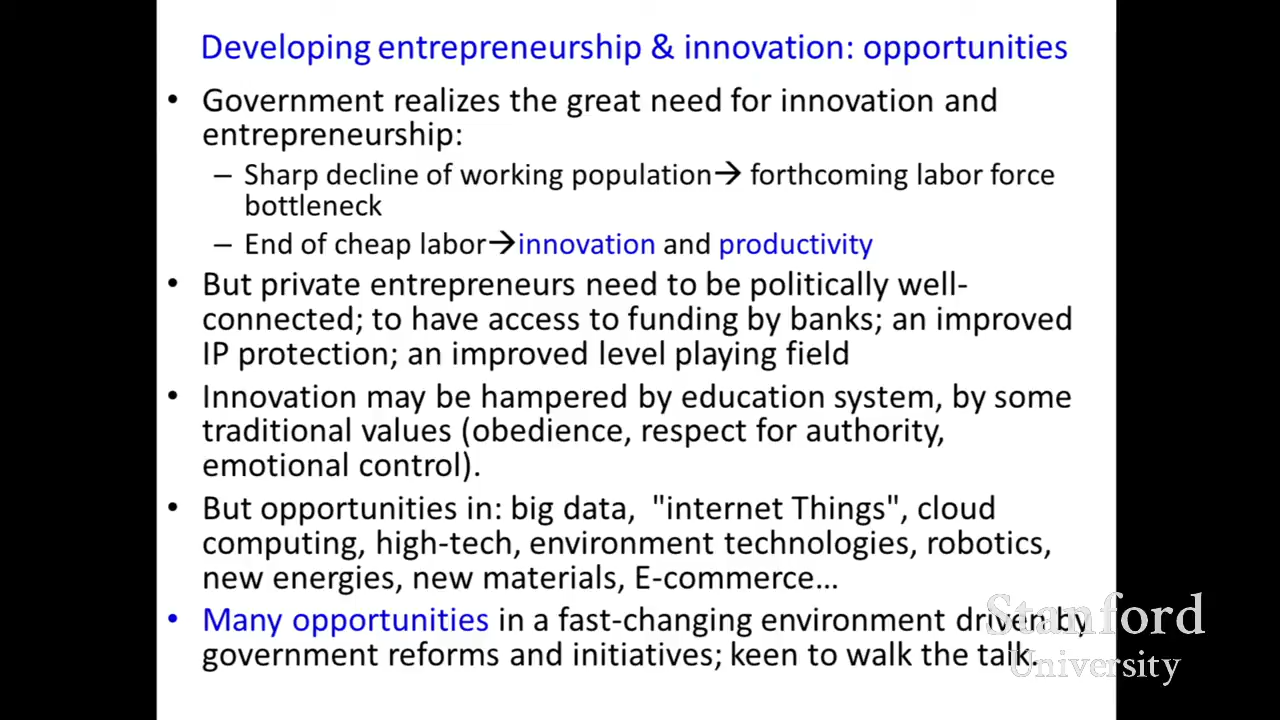 Developing entrepreneurship & innovation: opportunities
• Government realizes the great need for innovation and
entrepreneurship:
– Sharp decline of working population→ forthcoming labor force
bottleneck
– End of cheap labor→innovation and productivity
• But private entrepreneurs need to be politically well-
connected; to have access to funding by banks; an improved
IP protection; an improved level playing field
• Innovation may be hampered by education system, by some
traditional values (obedience, respect for authority,
emotional control).
• But opportunities in: big data, "internet Things", cloud
computing, high-tech, environment technologies, robotics,
new energies, new materials, E-commerce…
• Many opportunities in a fast-changing environment driven by
government reforms and initiatives; keen to walk the talk.
Stanford
University